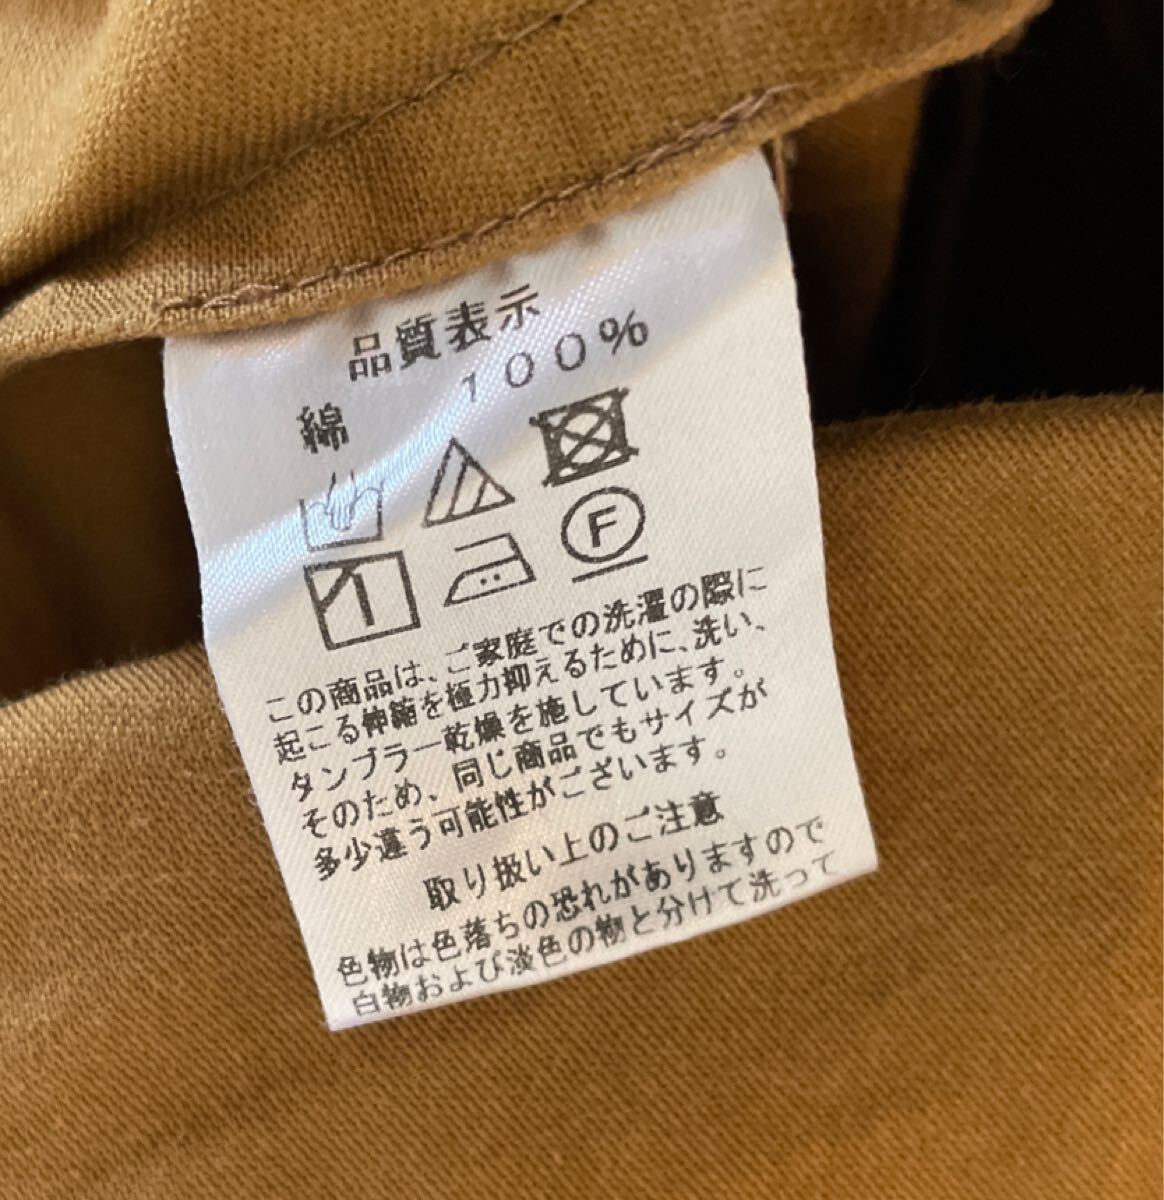 品質表示
綿 100%
F
この商品は、ご家庭での洗濯の際に
起こる伸縮を極力抑えるために、洗い、
タンブラー乾燥を施しています。
そのため、同じ商品でもサイズが
多少違う可能性がございます。
取り扱い上のご注意
色物は色落ちの恐れがありますので
白物および淡色の物と分けて洗って